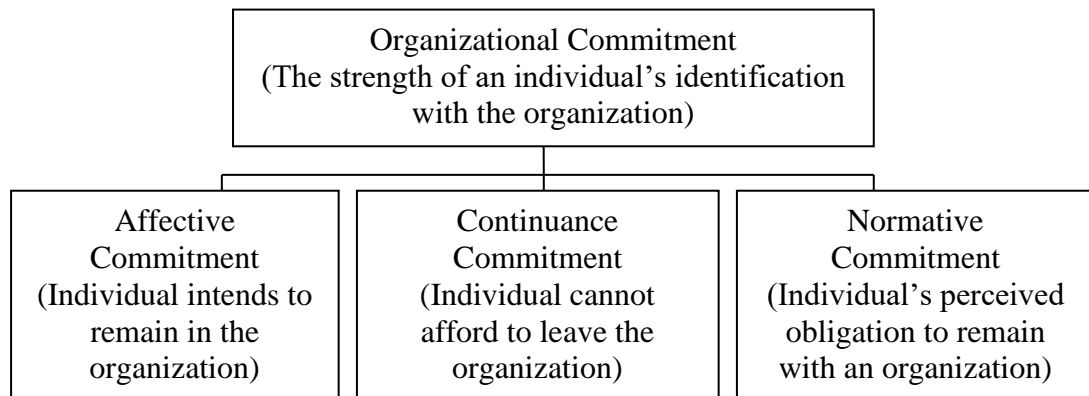 Organizational Commitment
(The strength of an individual’s identification
with the organization)
Affective
Commitment
(Individual intends to
remain in the
organization)
Continuance
Commitment
(Individual cannot
afford to leave the
organization)
Normative
Commitment
(Individual’s perceived
obligation to remain
with an organization)